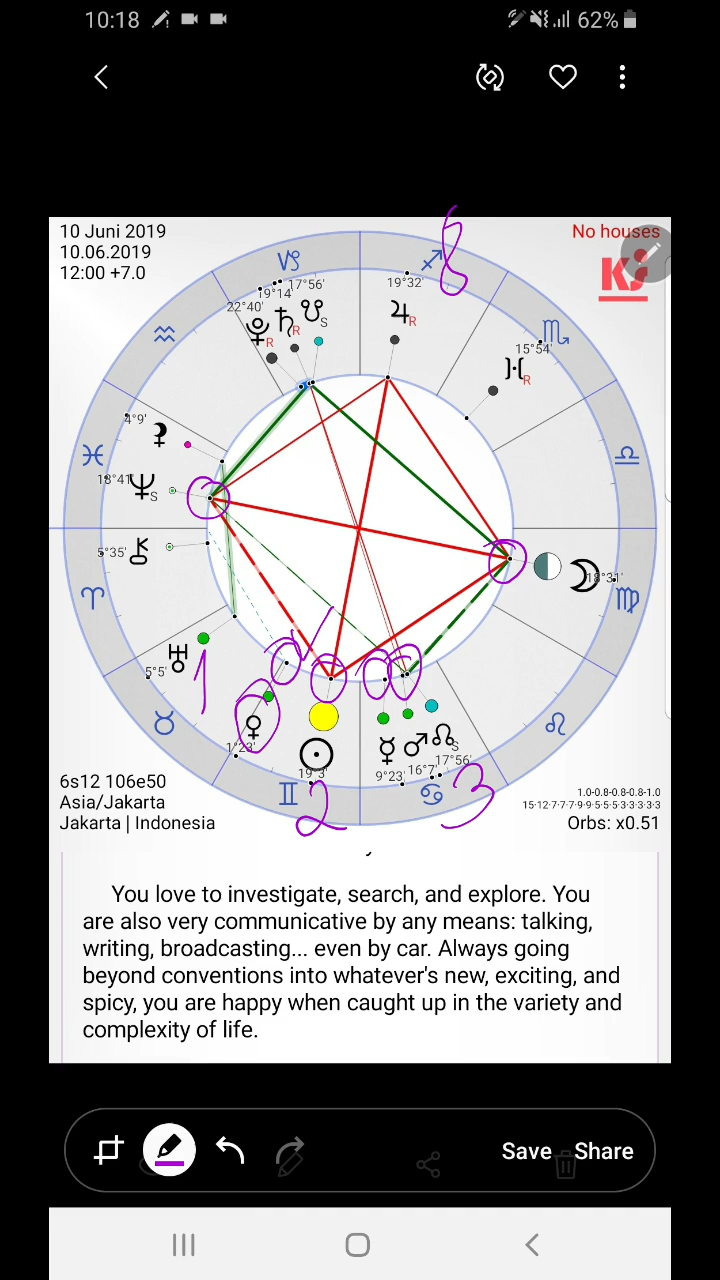 10:18
62%
10 Juni 2019
10.06.2019
12:00 +7.0
No houses
8
17°56'
19°14'
22°40'
19°32'
R
R
S
R
15°54'
R
4°9'
18°41'
S
5°35'
18°31'
5°5'
1
1°23'
19°3'
9°23'
16°7'
17°56'
S
2
3
6s12 106e50
Asia/Jakarta
Jakarta | Indonesia
1.0-0.8-0.8-0.8-1.0
15-12-7-7-7-9-9-5-5-5-3-3-3-3-3
Orbs: x0.51
You love to investigate, search, and explore. You
are also very communicative by any means: talking,
writing, broadcasting... even by car. Always going
beyond conventions into whatever's new, exciting, and
spicy, you are happy when caught up in the variety and
complexity of life.
Save
Share